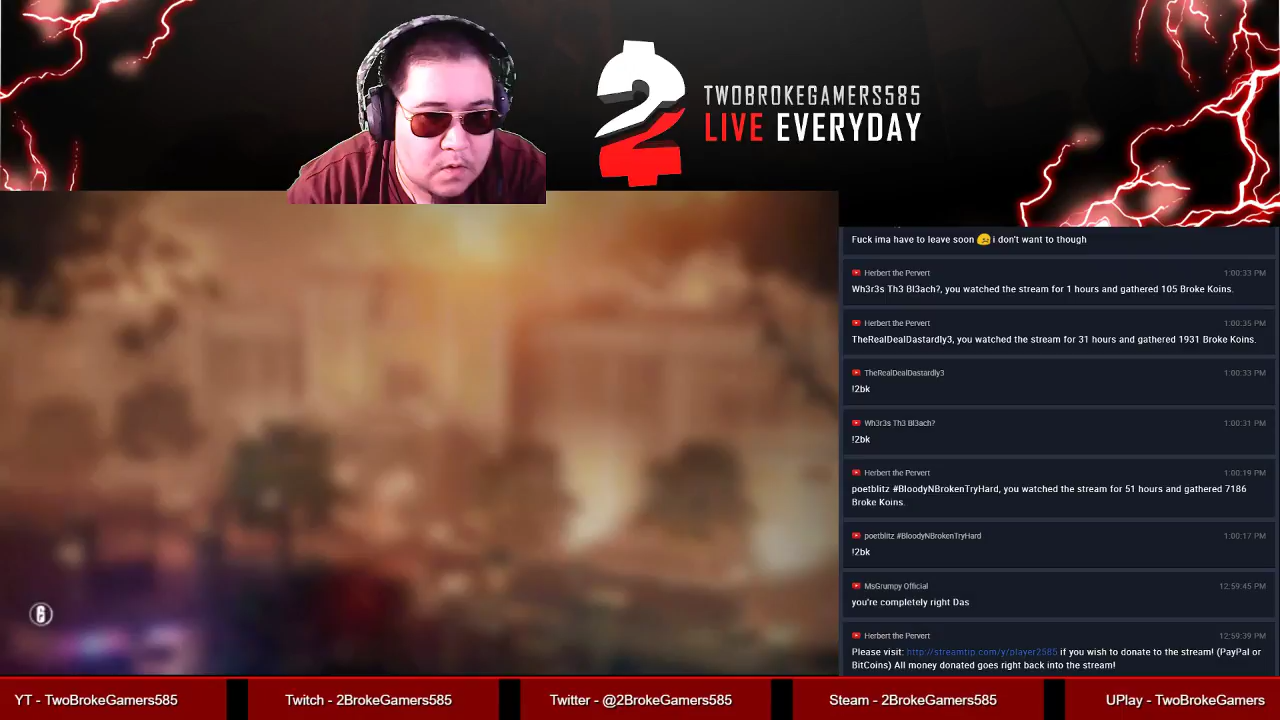 TWOBROKEGAMERS585
LIVE EVERYDAY
Fuck ima have to leave soon i don't want to though
Herbert the Pervert 1:00:33 PM
Wh3r3s Th3 Bl3ach?, you watched the stream for 1 hours and gathered 105 Broke Koins.
Herbert the Pervert 1:00:35 PM
TheRealDealDastardly3, you watched the stream for 31 hours and gathered 1931 Broke Koins.
TheRealDealDastardly3 1:00:33 PM
!2bk
Wh3r3s Th3 Bl3ach? 1:00:31 PM
!2bk
Herbert the Pervert 1:00:19 PM
poetblitz #BloodyNBrokenTryHard, you watched the stream for 51 hours and gathered 7186
Broke Koins.
poetblitz #BloodyNBrokenTryHard 1:00:17 PM
!2bk
MsGrumpy Official 12:59:45 PM
you're completely right Das
Herbert the Pervert 12:59:39 PM
Please visit: http://streamtip.com/y/player2585 if you wish to donate to the stream! (PayPal or
BitCoins) All money donated goes right back into the stream!
YT - TwoBrokeGamers585
Twitch - 2BrokeGamers585
Twitter - @2BrokeGamers585
Steam - 2BrokeGamers585
UPlay - TwoBrokeGamers